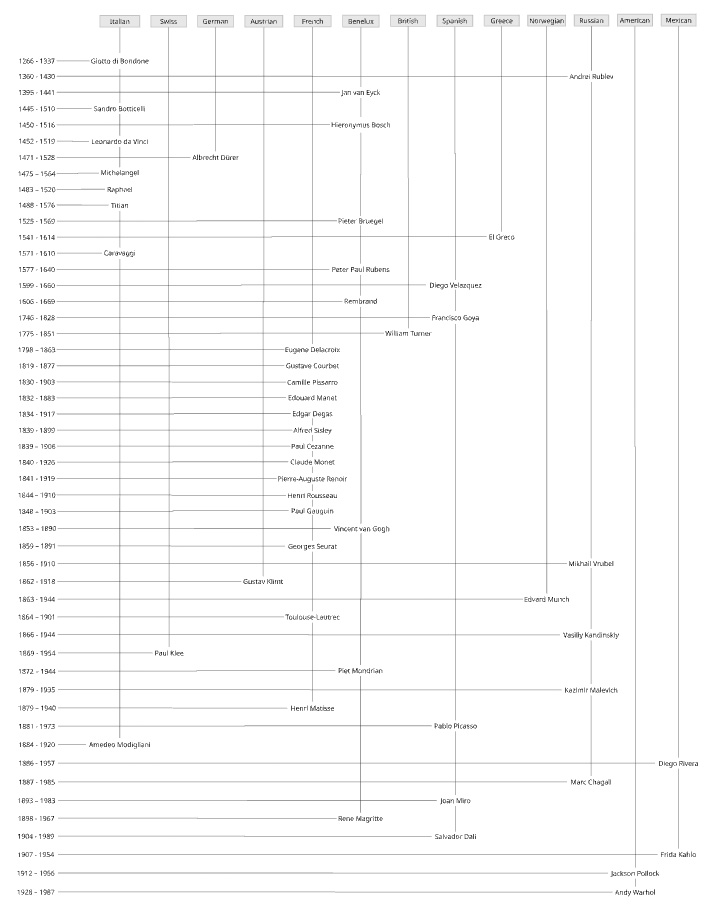 Italian Swiss German Austrian French Benelux British Spanish Greece Norwegian Russian American Mexican
1266 - 1337 Giotto di Bondone
1360 - 1430 Andrei Rublev
1395 - 1441 Jan van Eyck
1445 - 1510 Sandro Botticelli
1450 - 1516 Hieronymus Bosch
1452 - 1519 Leonardo da Vinci
1471 - 1528 Albrecht Dürer
1475 – 1564 Michelangel
1483 – 1520 Raphael
1488 - 1576 Titian
1525 - 1569 Pieter Bruegel
1541 - 1614 El Greco
1571 - 1610 Caravaggi
1577 - 1640 Peter Paul Rubens
1599 - 1660 Diego Velazquez
1606 - 1669 Rembrand
1746 - 1828 Francisco Goya
1775 - 1851 William Turner
1798 – 1863 Eugene Delacroix
1819 - 1877 Gustave Courbet
1830 - 1903 Camille Pissarro
1832 - 1883 Edouard Manet
1834 - 1917 Edgar Degas
1839 - 1899 Alfred Sisley
1839 – 1906 Paul Cezanne
1840 - 1926 Claude Monet
1841 - 1919 Pierre-Auguste Renoir
1844 – 1910 Henri Rousseau
1848 – 1903 Paul Gauguin
1853 – 1890 Vincent van Gogh
1859 – 1891 Georges Seurat
1856 - 1910 Mikhail Vrubel
1862 - 1918 Gustav Klimt
1863 - 1944 Edvard Munch
1864 – 1901 Toulouse-Lautrec
1866 - 1944 Vasiliy Kandinskiy
1869 - 1954 Paul Klee
1872 – 1944 Piet Mondrian
1879 - 1935 Kazimir Malevich
1879 – 1940 Henri Matisse
1881 - 1973 Pablo Picasso
1884 - 1920 Amedeo Modigliani
1886 - 1957 Diego Rivera
1887 - 1985 Marc Chagall
1893 – 1983 Joan Miro
1898 - 1967 Rene Magritte
1904 - 1989 Salvador Dali
1907 - 1954 Frida Kahlo
1912 – 1956 Jackson Pollock
1928 - 1987 Andy Warhol